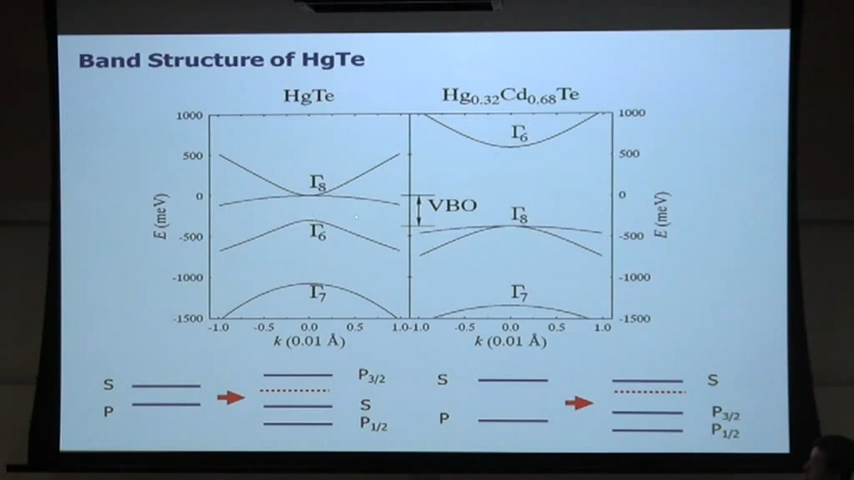 Band Structure of HgTe
HgTe
Hg0.32Cd0.68Te
1000
500
0
-500
-1000
-1500
E (meV)
Γ8
Γ6
Γ7
-1.0 -0.5 0.0 0.5 1.0
k (0.01 Å)
VBO
Γ6
Γ8
Γ7
-1.0 -0.5 0.0 0.5 1.0
k (0.01 Å)
1000
500
0
-500
-1000
-1500
E (meV)
S
P
P3/2
S
P1/2
S
P
S
P3/2
P1/2